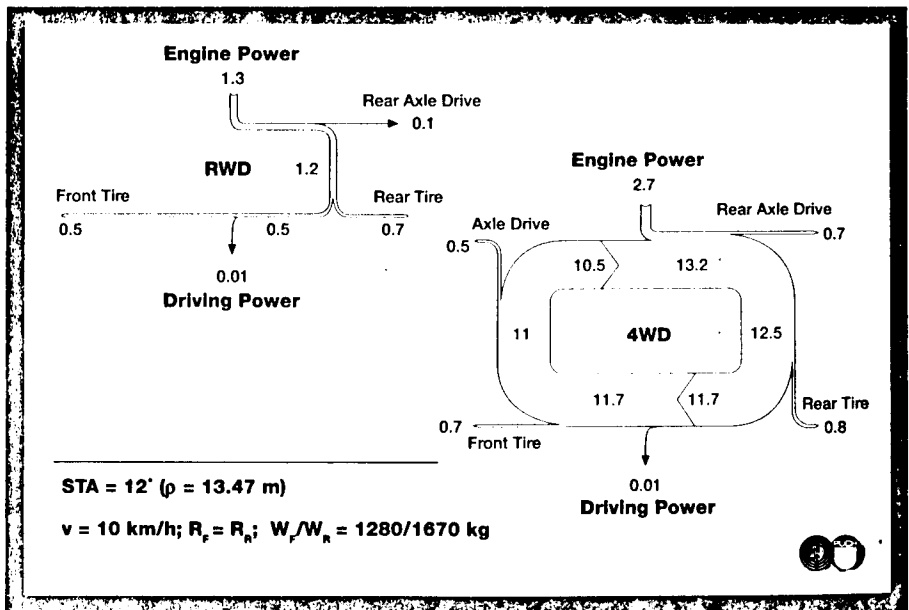 Engine Power
1.3
Rear Axle Drive
0.1
RWD
1.2
Front Tire
Rear Tire
0.5
0.5
0.7
0.01
Driving Power
Engine Power
2.7
Rear Axle Drive
0.7
Axle Drive
0.5
10.5
13.2
11
4WD
12.5
11.7
11.7
Rear Tire
0.8
0.7
Front Tire
0.01
Driving Power
STA = 12° (ρ = 13.47 m)
v = 10 km/h; R_F = R_R; W_F/W_R = 1280/1670 kg
PUCH